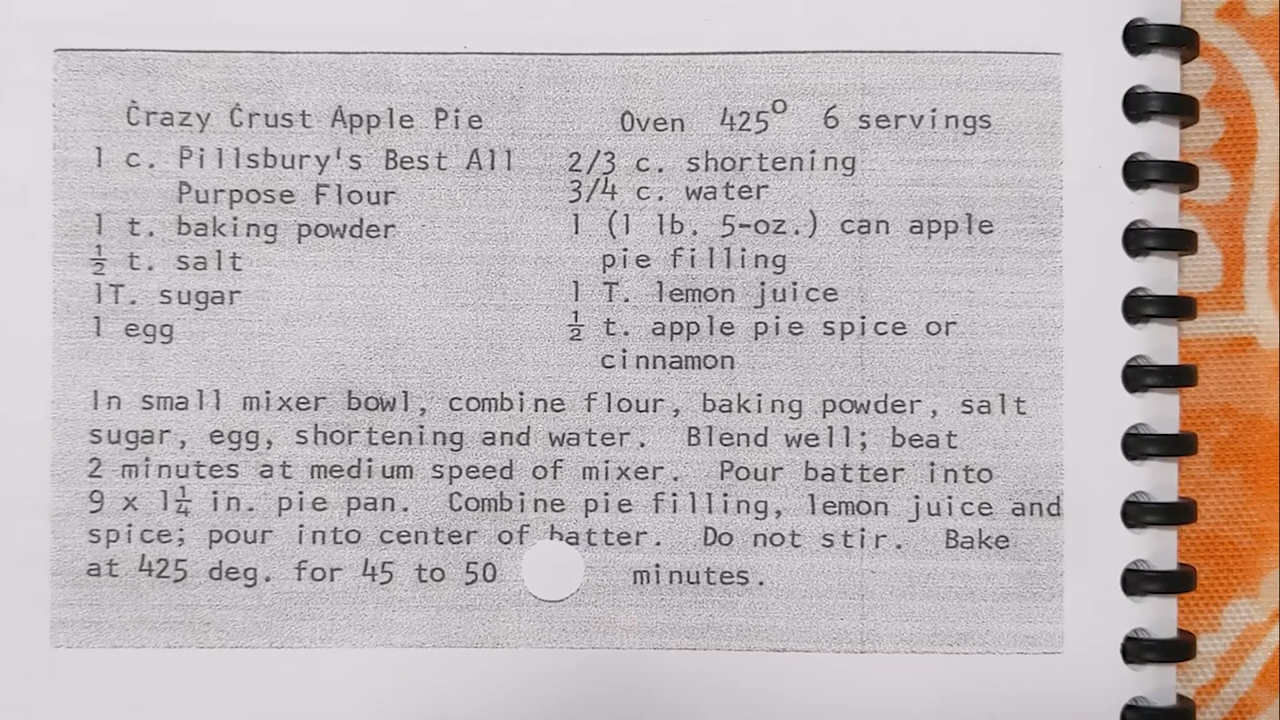 Crazy Crust Apple Pie Oven 425° 6 servings
1 c. Pillsbury's Best All
Purpose Flour
1 t. baking powder
½ t. salt
1T. sugar
1 egg
2/3 c. shortening
3/4 c. water
1 (1 lb. 5-oz.) can apple
pie filling
1 T. lemon juice
½ t. apple pie spice or
cinnamon
In small mixer bowl, combine flour, baking powder, salt
sugar, egg, shortening and water. Blend well; beat
2 minutes at medium speed of mixer. Pour batter into
9 x 1¼ in. pie pan. Combine pie filling, lemon juice and
spice; pour into center of batter. Do not stir. Bake
at 425 deg. for 45 to 50 minutes.